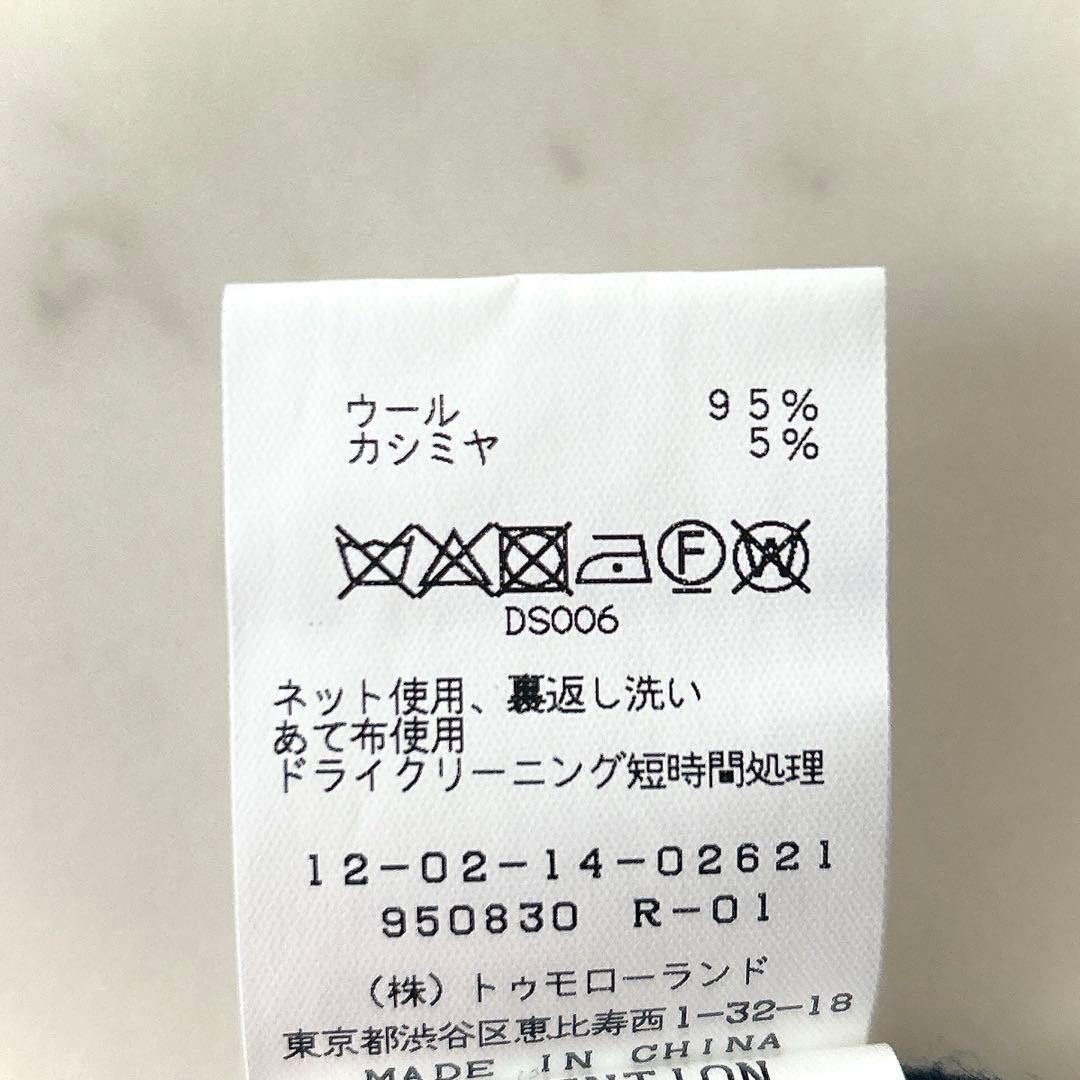 ウール 95%
カシミヤ 5%
F W
DS006
ネット使用、裏返し洗い
あて布使用
ドライクリーニング短時間処理
12-02-14-02621
950830 R-01
(株)トゥモローランド
東京都渋谷区恵比寿西1-32-18
MADE IN CHINA